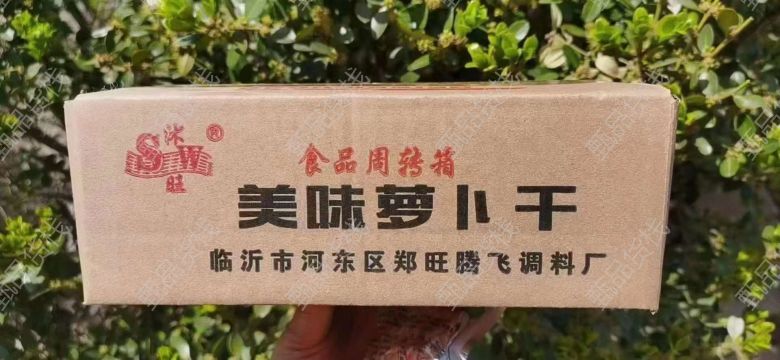 沭
SW®
旺
食品周转箱
美味萝卜干
临沂市河东区郑旺腾飞调料厂